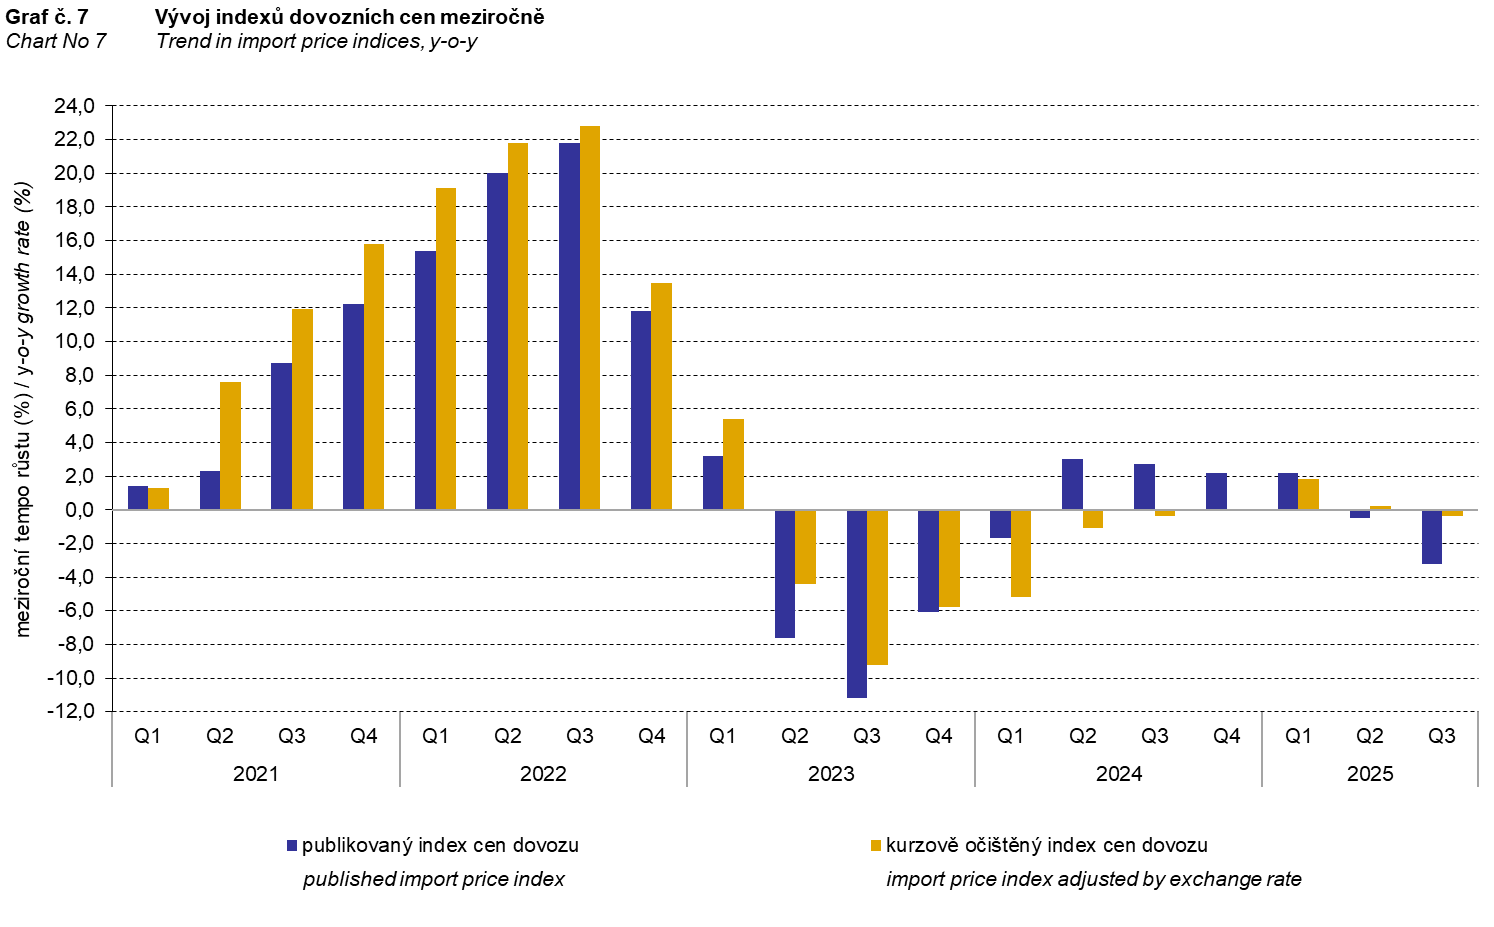 Graf č. 7 Vývoj indexů dovozních cen meziročně
Chart No 7 Trend in import price indices, y-o-y
meziroční tempo růstu (%) / y-o-y growth rate (%)
24,0
22,0
20,0
18,0
16,0
14,0
12,0
10,0
8,0
6,0
4,0
2,0
0,0
-2,0
-4,0
-6,0
-8,0
-10,0
-12,0
Q1 Q2 Q3 Q4 Q1 Q2 Q3 Q4 Q1 Q2 Q3 Q4 Q1 Q2 Q3 Q4 Q1 Q2 Q3
2021 2022 2023 2024 2025
publikovaný index cen dovozu
published import price index
kurzově očištěný index cen dovozu
import price index adjusted by exchange rate